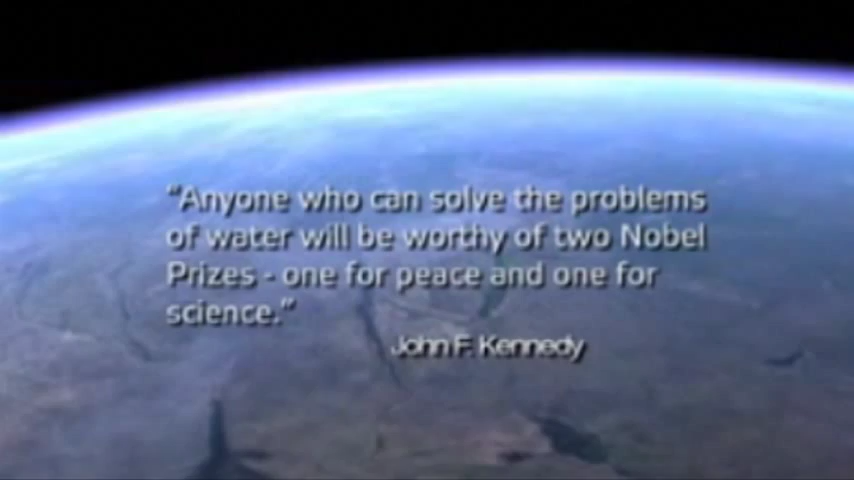 “Anyone who can solve the problems
of water will be worthy of two Nobel
Prizes - one for peace and one for
science.”
John F. Kennedy